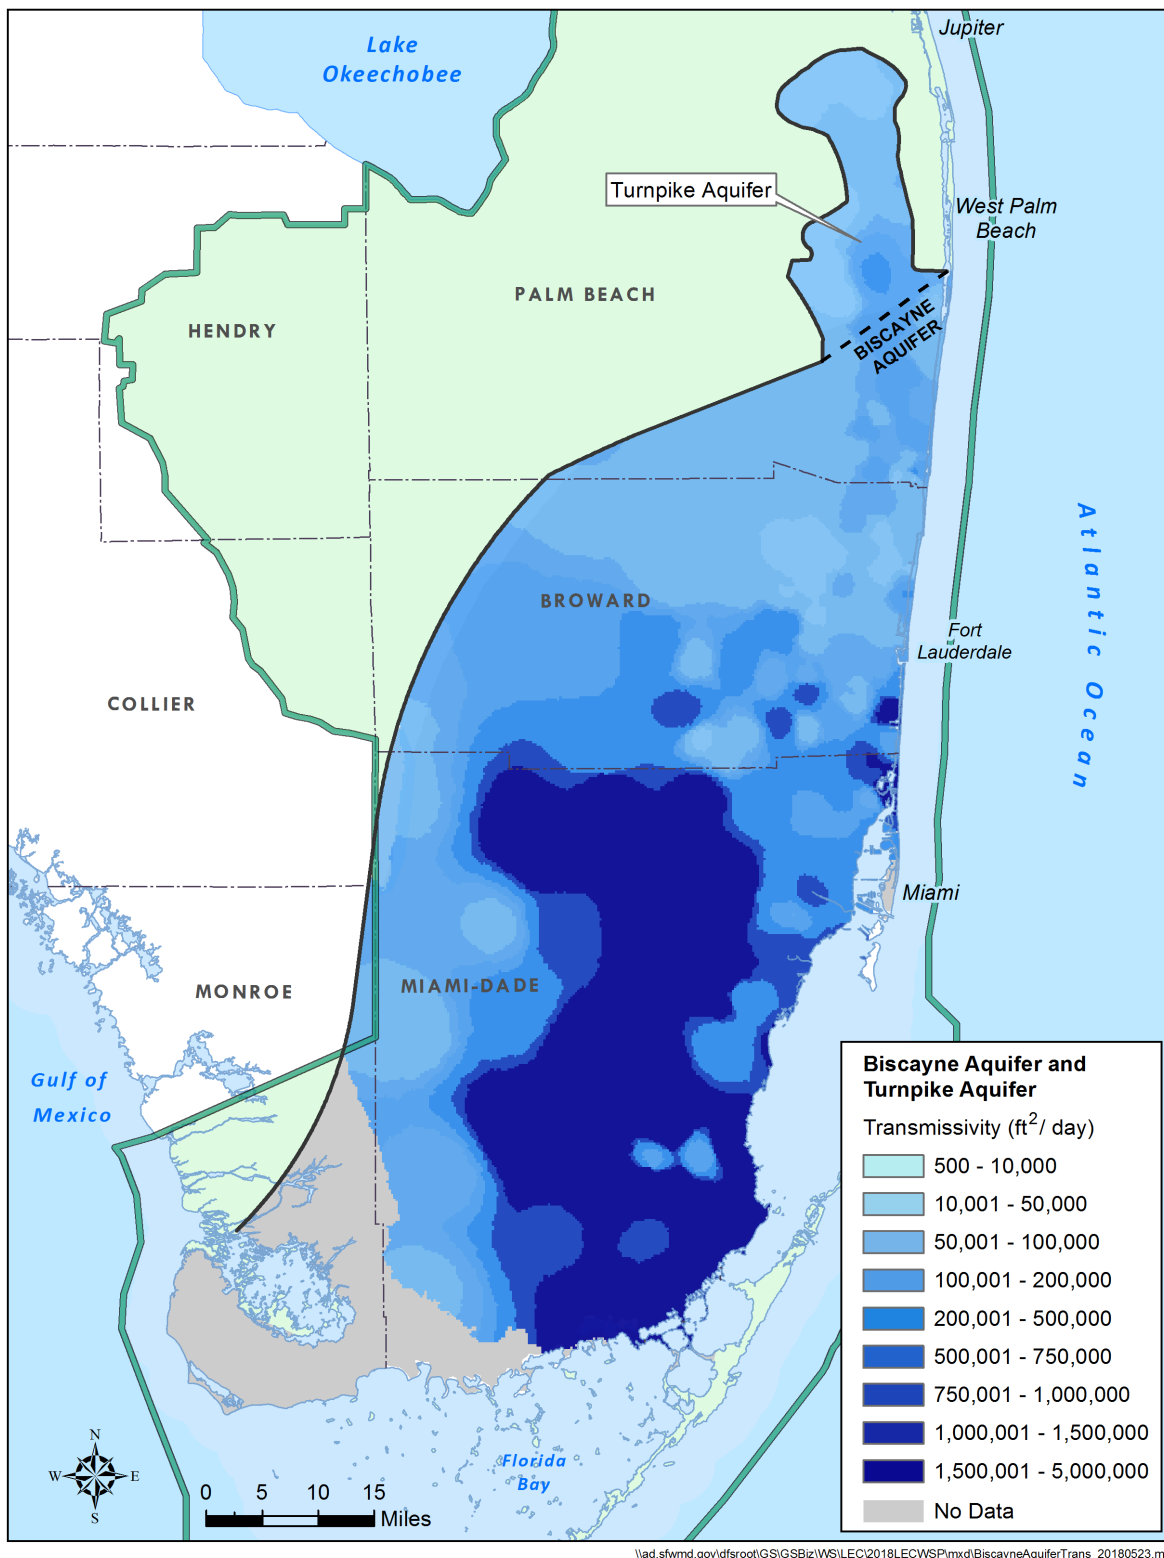 Jupiter
Lake
Okeechobee
Turnpike Aquifer
West Palm
Beach
PALM BEACH
HENDRY
BISCAYNE
AQUIFER
Atlantic Ocean
BROWARD
Fort
Lauderdale
COLLIER
Miami
MIAMI-DADE
MONROE
Gulf of
Mexico
Biscayne Aquifer and
Turnpike Aquifer
Transmissivity (ft2/ day)
500 - 10,000
10,001 - 50,000
50,001 - 100,000
100,001 - 200,000
200,001 - 500,000
500,001 - 750,000
750,001 - 1,000,000
1,000,001 - 1,500,000
1,500,001 - 5,000,000
No Data
N
W E
S
0 5 10 15
Miles
Florida
Bay
\\ad.sfwmd.gov\dfsroot\GS\GSBiz\WS\LEC\2018LECWSP\mxd\BiscayneAquiferTrans_20180523.m